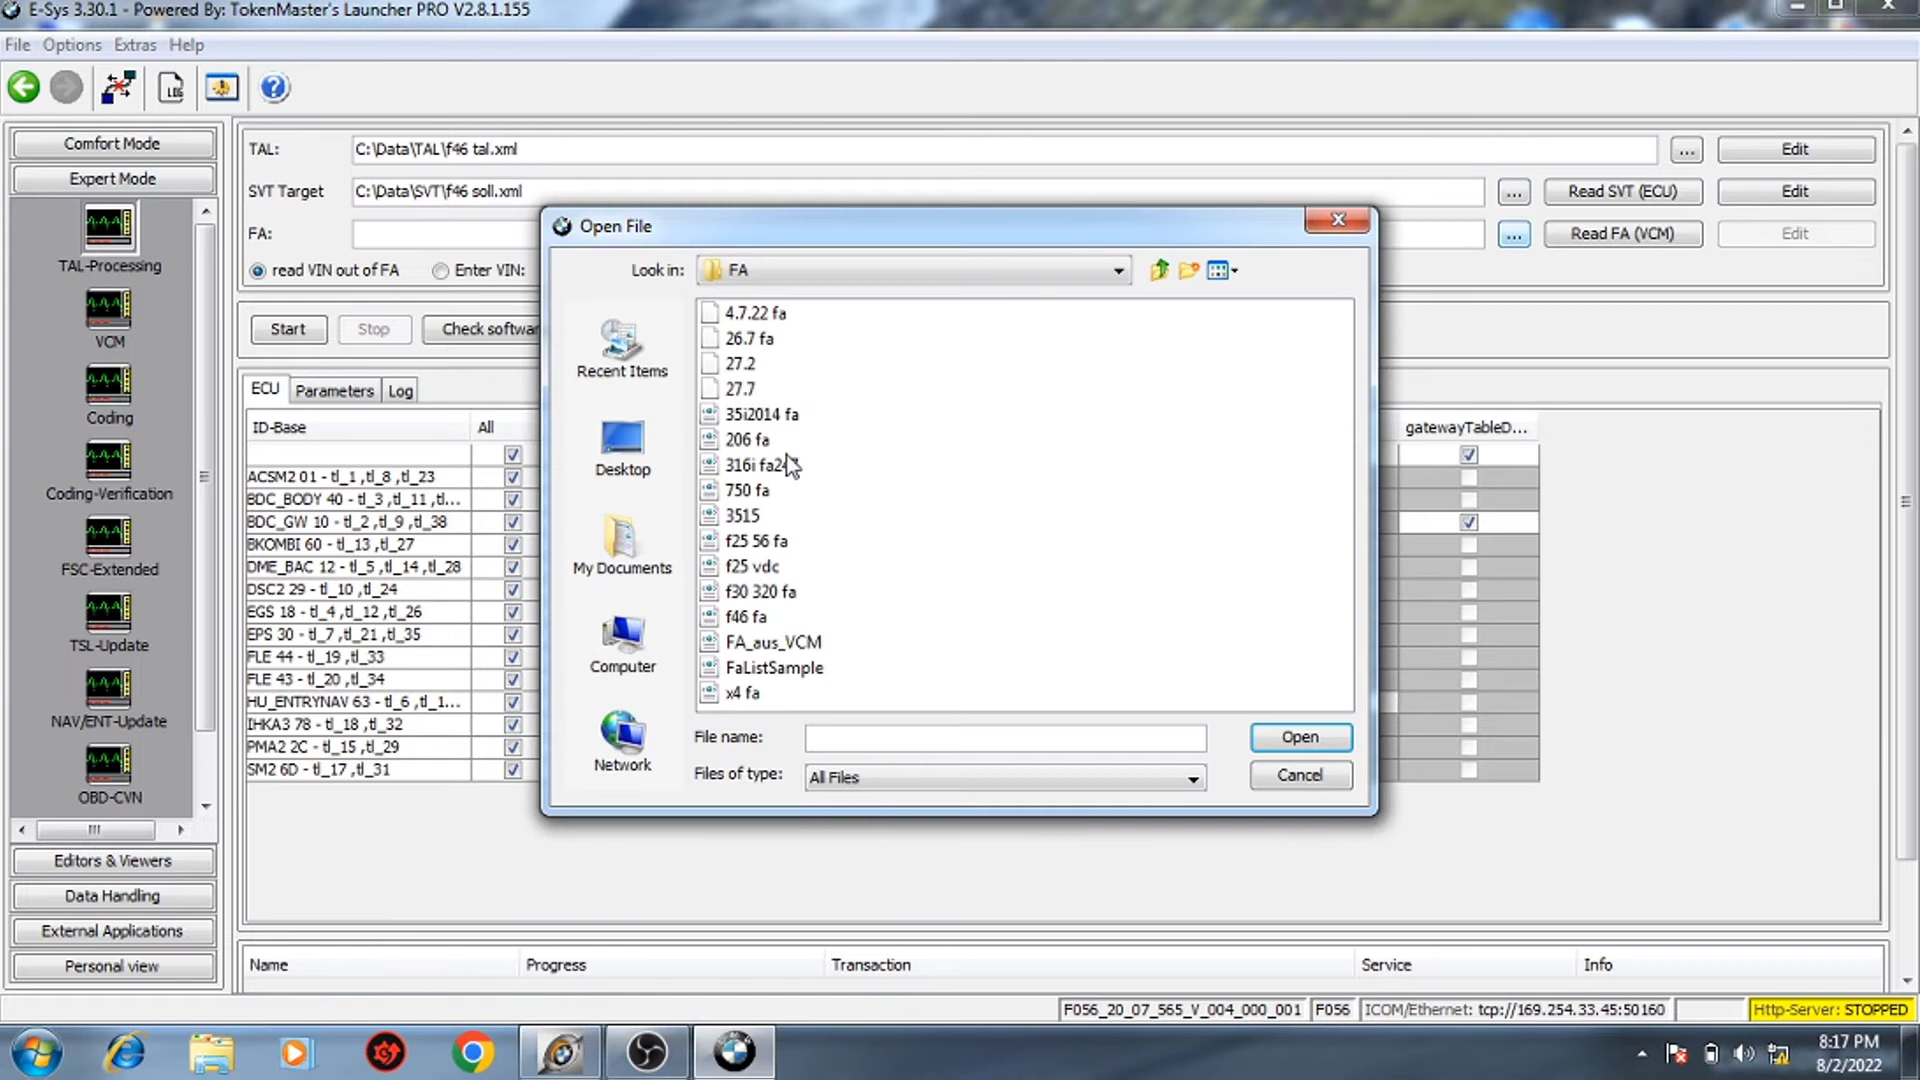 E-Sys 3.30.1 - Powered By: TokenMaster's Launcher PRO V2.8.1.155
File Options Extras Help
Comfort Mode
Expert Mode
TAL-Processing
VCM
Coding
Coding-Verification
FSC-Extended
TSL-Update
NAV/ENT-Update
OBD-CVN
Editors & Viewers
Data Handling
External Applications
Personal view
TAL: C:\Data\TAL\f46 tal.xml ... Edit
SVT Target C:\Data\SVT\f46 soll.xml ... Read SVT (ECU) Edit
FA: ... Read FA (VCM) Edit
read VIN out of FA Enter VIN:
Start Stop Check softwar
ECU Parameters Log
ID-Base All gatewayTableD...
ACSM2 01 - tl_1 ,tl_8 ,tl_23
BDC_BODY 40 - tl_3 ,tl_11 ,tl...
BDC_GW 10 - tl_2 ,tl_9 ,tl_38
BKOMBI 60 - tl_13 ,tl_27
DME_BAC 12 - tl_5 ,tl_14 ,tl_28
DSC2 29 - tl_10 ,tl_24
EGS 18 - tl_4 ,tl_12 ,tl_26
EPS 30 - tl_7 ,tl_21 ,tl_35
FLE 44 - tl_19 ,tl_33
FLE 43 - tl_20 ,tl_34
HU_ENTRYNAV 63 - tl_6 ,tl_1...
IHKA3 78 - tl_18 ,tl_32
PMA2 2C - tl_15 ,tl_29
SM2 6D - tl_17 ,tl_31
Open File
Look in: FA
Recent Items
Desktop
My Documents
Computer
Network
4.7.22 fa
26.7 fa
27.2
27.7
35i2014 fa
206 fa
316i
750 fa
3515
f25 56 fa
f25 vdc
f30 320 fa
f46 fa
FA_aus_VCM
FaListSample
x4 fa
File name: Open
Files of type: All Files Cancel
Name Progress Transaction Service Info
F056_20_07_565_V_004_000_001 F056 ICOM/Ethernet: tcp://169.254.33.45:50160 Http-Server: STOPPED
8:17 PM
8/2/2022